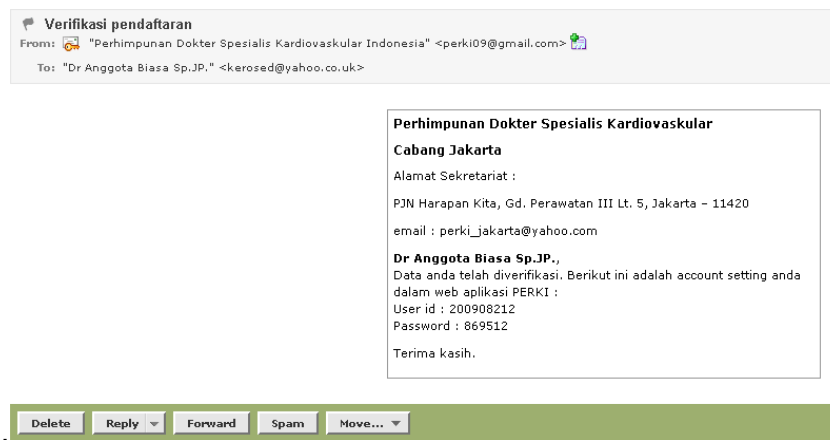 Verifikasi pendaftaran
From: "Perhimpunan Dokter Spesialis Kardiovaskular Indonesia" <perki09@gmail.com>
To: "Dr Anggota Biasa Sp.JP." <kerosed@yahoo.co.uk>
Perhimpunan Dokter Spesialis Kardiovaskular
Cabang Jakarta
Alamat Sekretariat :
PJN Harapan Kita, Gd. Perawatan III Lt. 5, Jakarta – 11420
email : perki_jakarta@yahoo.com
Dr Anggota Biasa Sp.JP.,
Data anda telah diverifikasi. Berikut ini adalah account setting anda
dalam web aplikasi PERKI :
User id : 200908212
Password : 869512
Terima kasih.
Delete Reply Forward Spam Move...